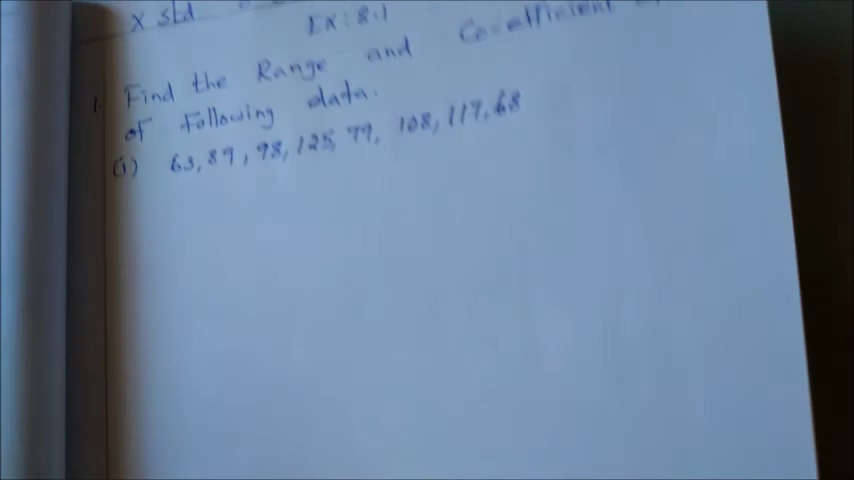 X std
Ex: 8.1
1. Find the Range and Co-efficient
of following data.
(i) 63, 89, 98, 125, 79, 108, 117, 68